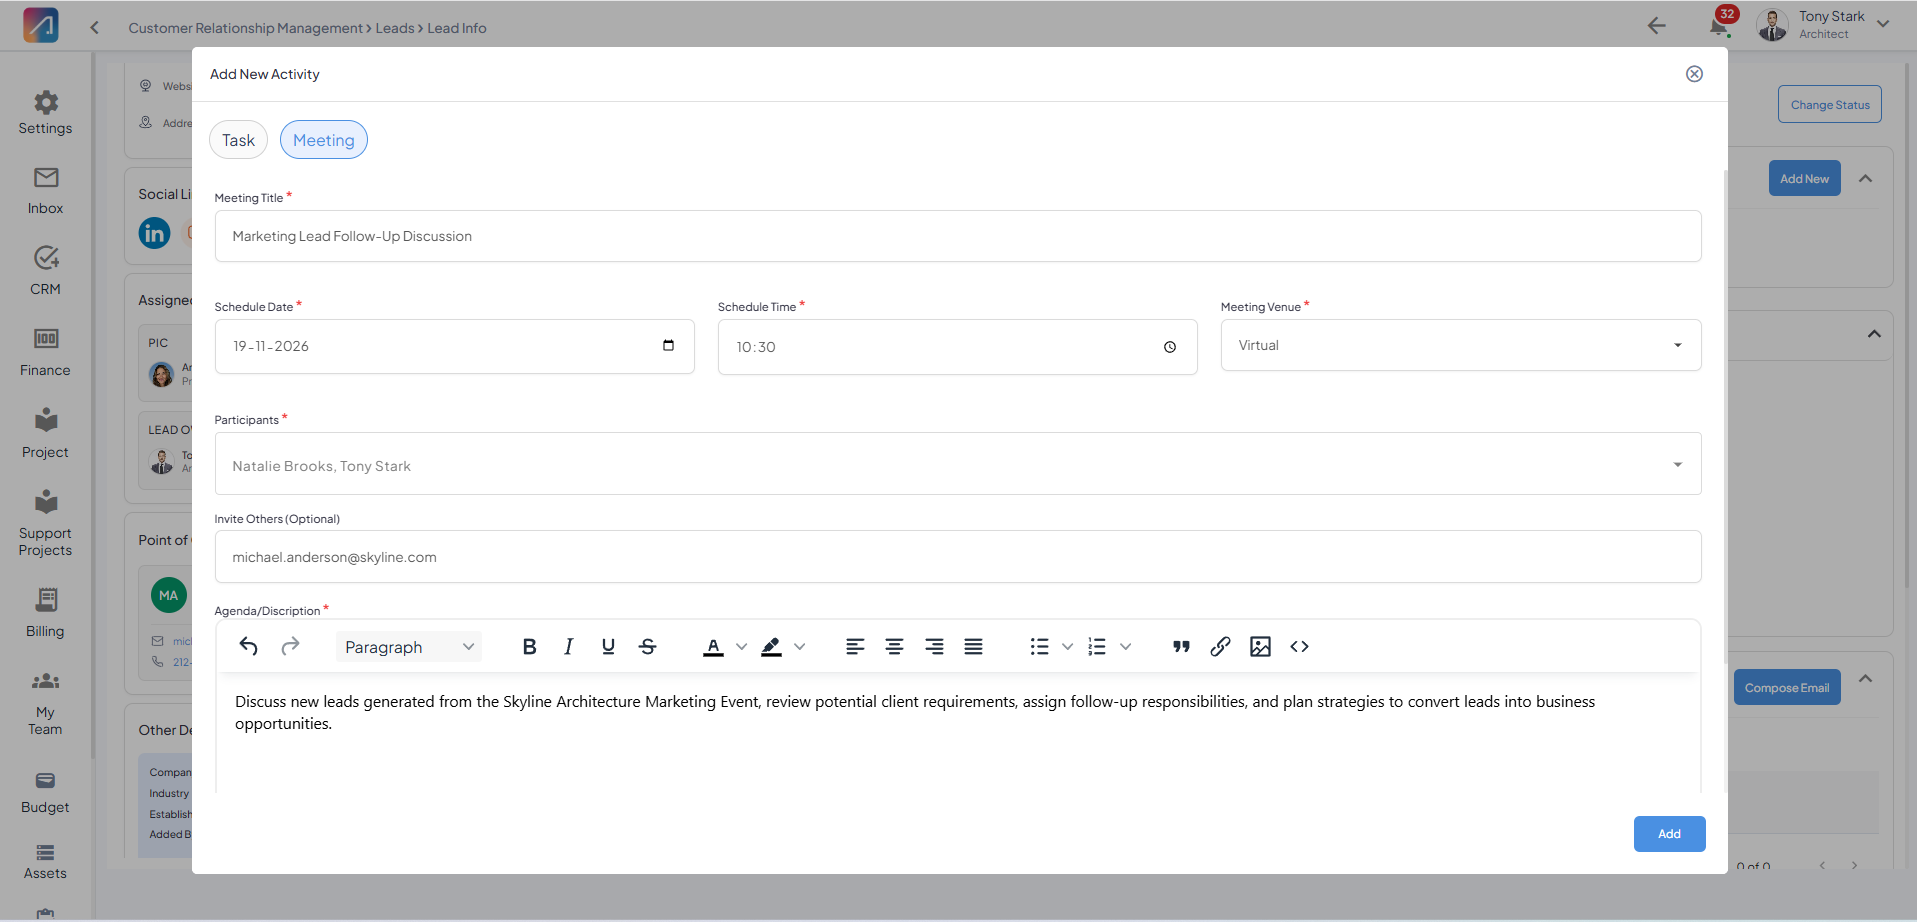 Customer Relationship Management > Leads > Lead Info
32
Tony Stark
Architect
Settings
Inbox
CRM
Finance
Project
Support
Projects
Billing
My
Team
Budget
Assets
Social
Assigned
PIC
LEAD
Point of
MA
212-
Other
Industry
Change Status
Add New
Compose Email
0 of 0
Add New Activity
Task
Meeting
Meeting Title *
Marketing Lead Follow-Up Discussion
Schedule Date *
19-11-2026
Schedule Time *
10:30
Meeting Venue *
Virtual
Participants *
Natalie Brooks, Tony Stark
Invite Others (Optional)
michael.anderson@skyline.com
Agenda/Discription *
Paragraph
Discuss new leads generated from the Skyline Architecture Marketing Event, review potential client requirements, assign follow-up responsibilities, and plan strategies to convert leads into business
opportunities.
Add